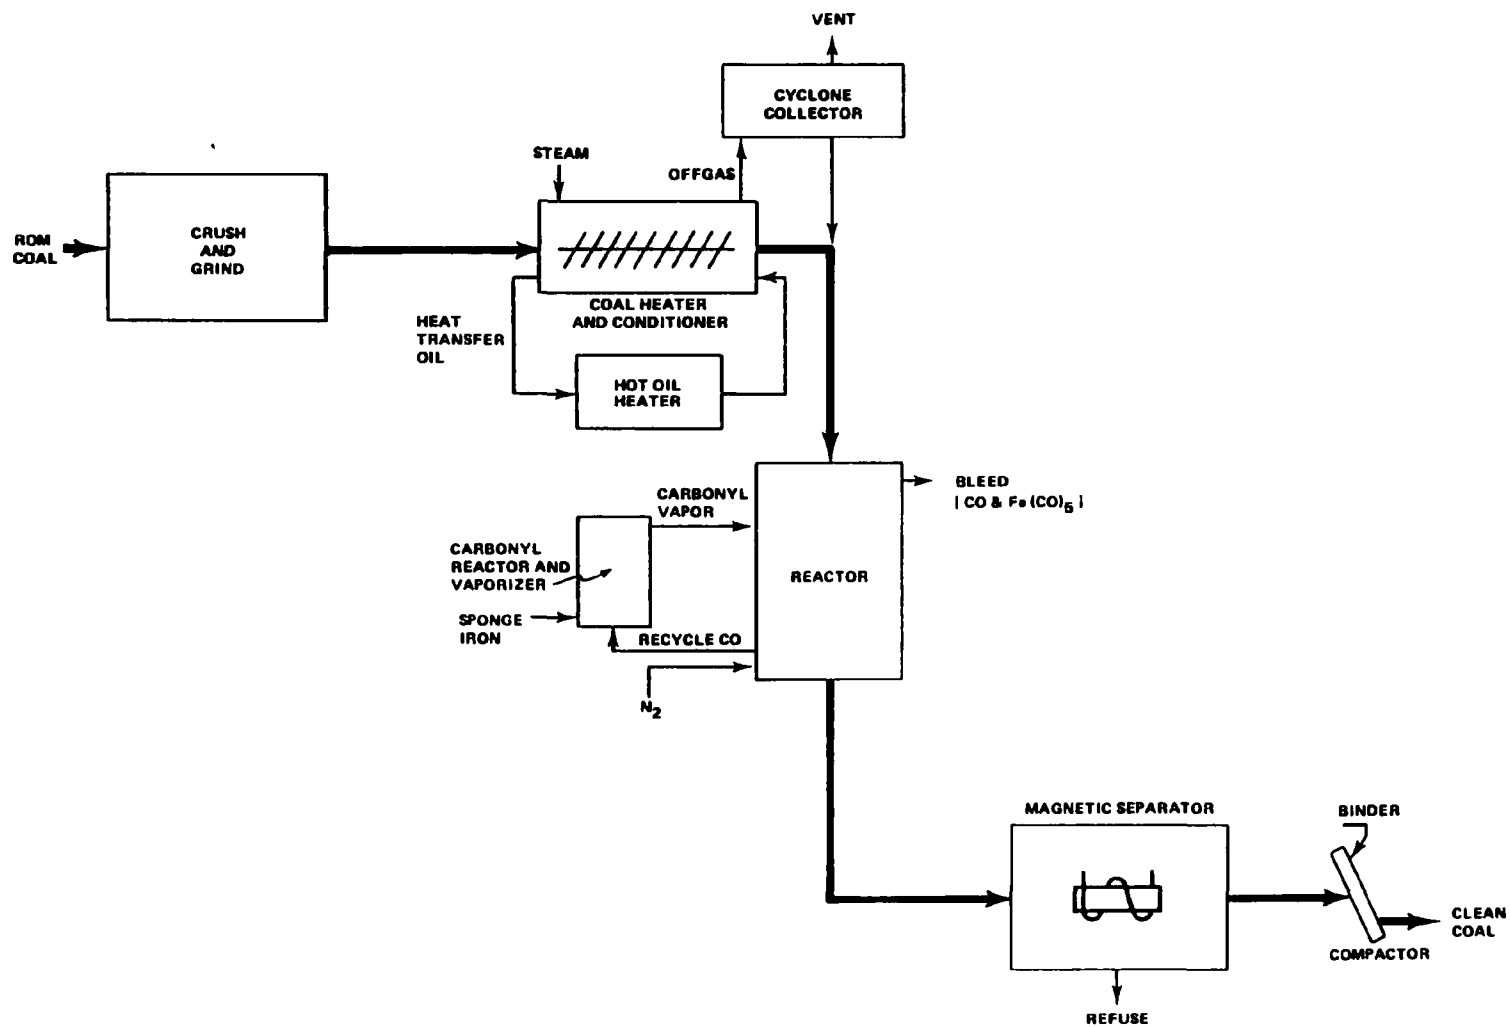 VENT
CYCLONE
COLLECTOR
STEAM
OFFGAS
ROM
COAL
CRUSH
AND
GRIND
COAL HEATER
AND CONDITIONER
HEAT
TRANSFER
OIL
HOT OIL
HEATER
CARBONYL
VAPOR
BLEED
( CO & Fe (CO)5 )
CARBONYL
REACTOR AND
VAPORIZER
REACTOR
SPONGE
IRON
RECYCLE CO
N2
MAGNETIC SEPARATOR
BINDER
CLEAN
COAL
COMPACTOR
REFUSE